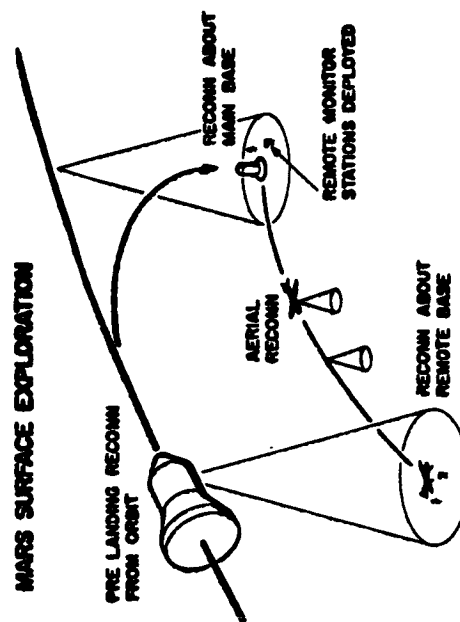 MARS SURFACE EXPLORATION
PRE LANDING RECONN
FROM ORBIT
RECONN ABOUT
MAIN BASE
AERIAL
RECONN
REMOTE MONITOR
STATIONS DEPLOYED
RECONN ABOUT
REMOTE BASE